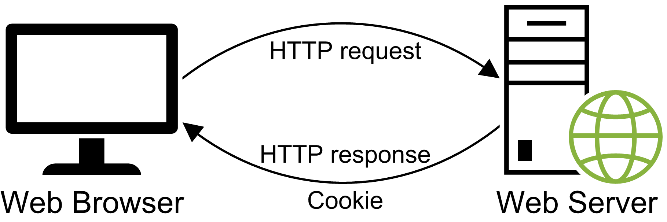 HTTP request
HTTP response
Cookie
Web Browser
Web Server